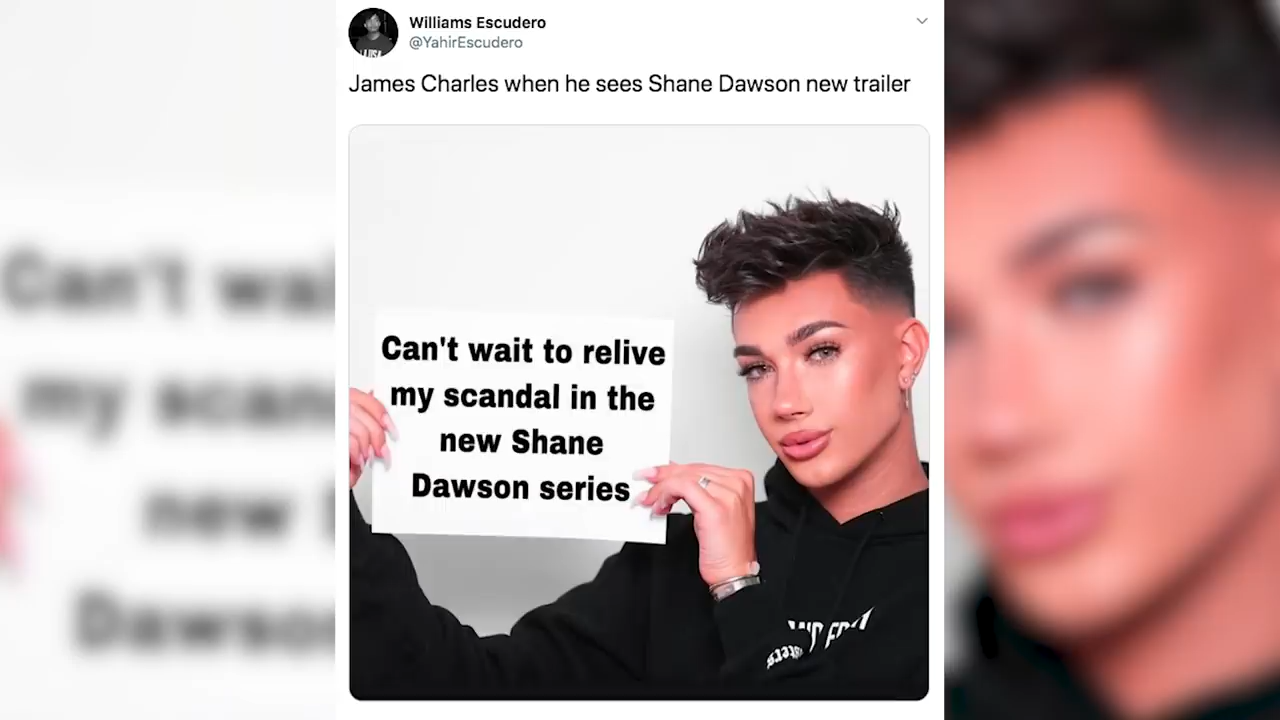 Williams Escudero
@YahirEscudero
James Charles when he sees Shane Dawson new trailer
Can't wait to relive
my scandal in the
new Shane
Dawson series